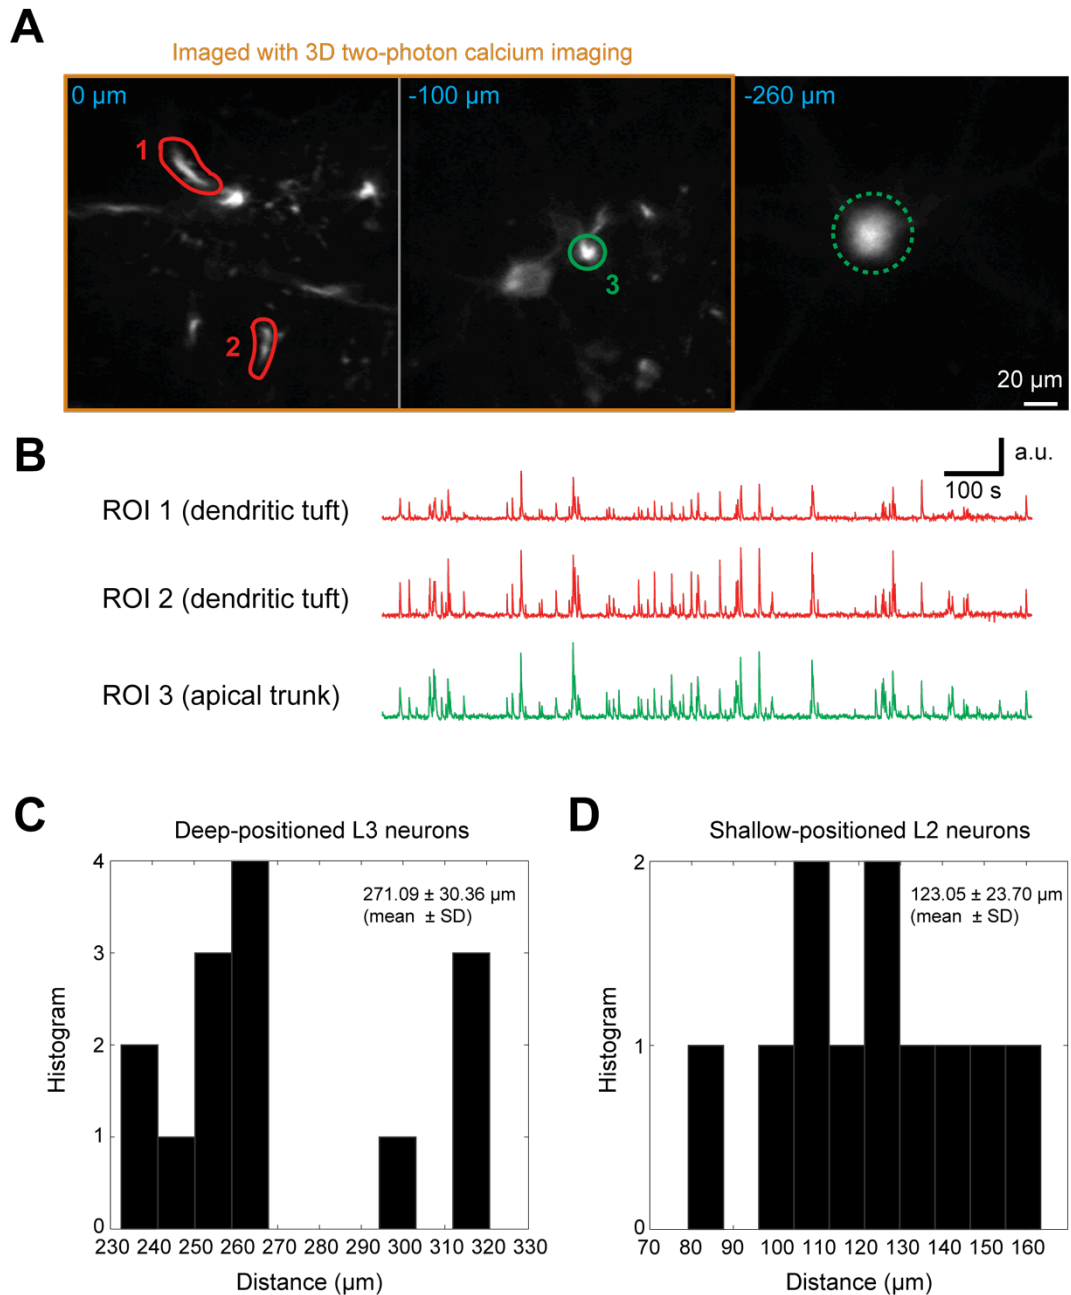 A
Imaged with 3D two-photon calcium imaging
0 µm
-100 µm
-260 µm
1
2
3
20 µm
B
a.u.
100 s
ROI 1 (dendritic tuft)
ROI 2 (dendritic tuft)
ROI 3 (apical trunk)
C
Deep-positioned L3 neurons
271.09 ± 30.36 µm
(mean ± SD)
Histogram
4
3
2
1
0
230 240 250 260 270 280 290 300 310 320 330
Distance (µm)
D
Shallow-positioned L2 neurons
123.05 ± 23.70 µm
(mean ± SD)
Histogram
2
1
0
70 80 90 100 110 120 130 140 150 160
Distance (µm)